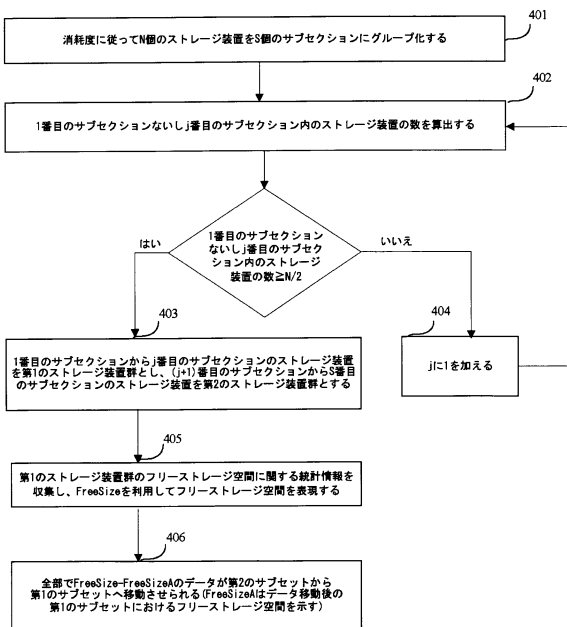 401
消耗度に従ってN個のストレージ装置をS個のサブセクションにグループ化する
402
1番目のサブセクションないしj番目のサブセクション内のストレージ装置の数を算出する
1番目のサブセクション
ないしj番目のサブセク
ション内のストレージ
装置の数≧N/2
はい
いいえ
403
1番目のサブセクションからj番目のサブセクションのストレージ装置
を第1のストレージ装置群とし、(j+1)番目のサブセクションからS番目
のサブセクションのストレージ装置を第2のストレージ装置群とする
404
jに1を加える
405
第1のストレージ装置群のフリーストレージ空間に関する統計情報を
収集し、FreeSizeを利用してフリーストレージ空間を表現する
406
全部でFreeSize-FreeSizeAのデータが第2のサブセットから
第1のサブセットへ移動させられる(FreeSizeAはデータ移動後の
第1のサブセットにおけるフリーストレージ空間を示す)